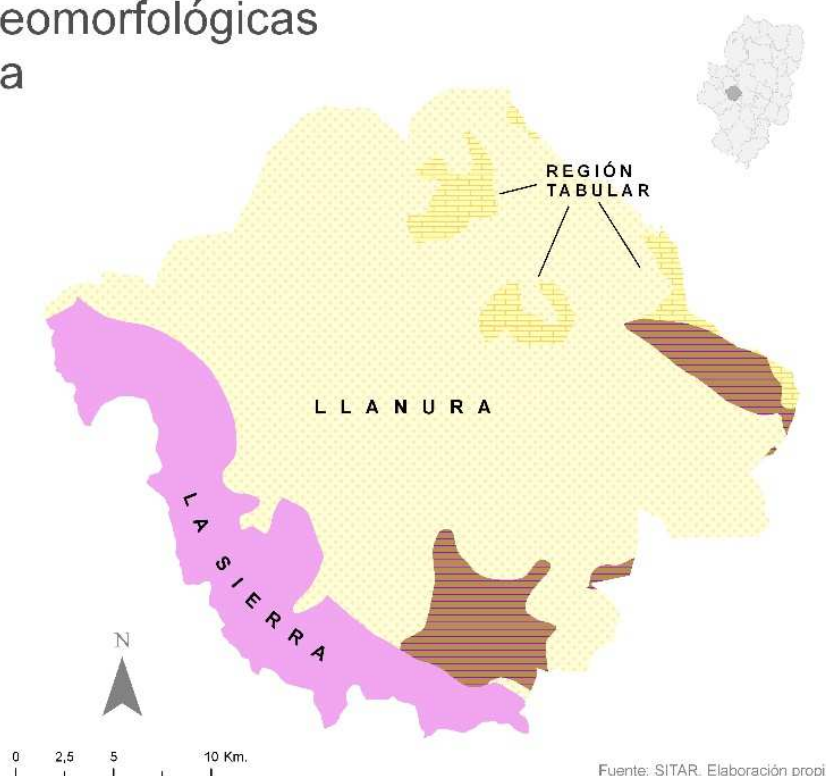 eomorfológicas
a
REGIÓN
TABULAR
LLANURA
LA SIERRA
N
0 2,5 5 10 Km.
Fuente: SITAR. Elaboración propi